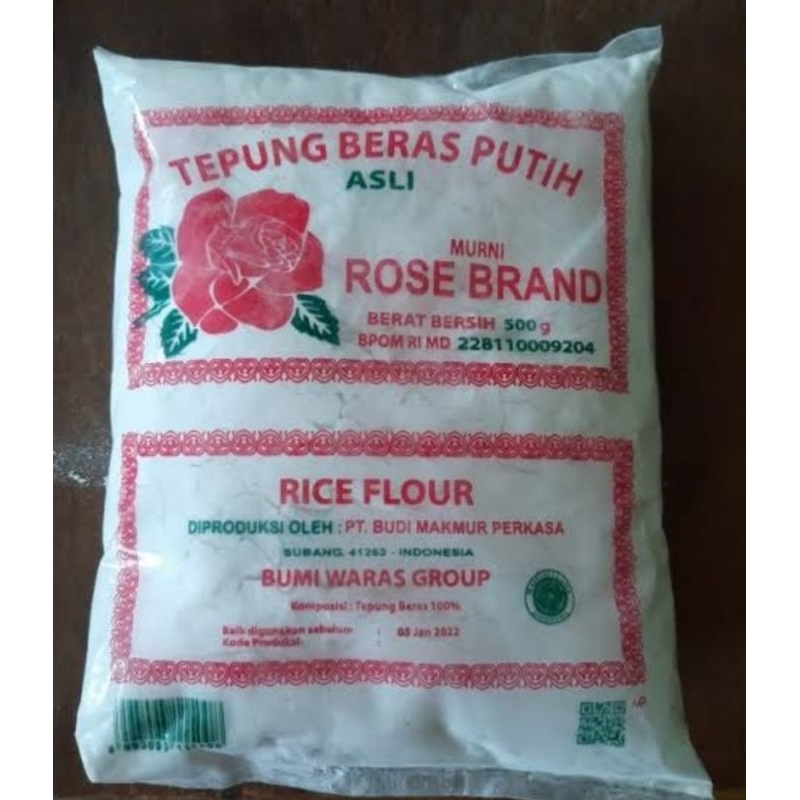 TEPUNG BERAS PUTIH
ASLI
MURNI
ROSE BRAND
BERAT BERSIH 500 g
BPOM RI MD 228110009204
RICE FLOUR
DIPRODUKSI OLEH : PT. BUDI MAKMUR PERKASA
SUBANG, 41263 - INDONESIA
BUMI WARAS GROUP
Komposisi : Tepung Beras 100%
Baik digunakan sebelum : 08 Jan 2022
Kode Produksi :